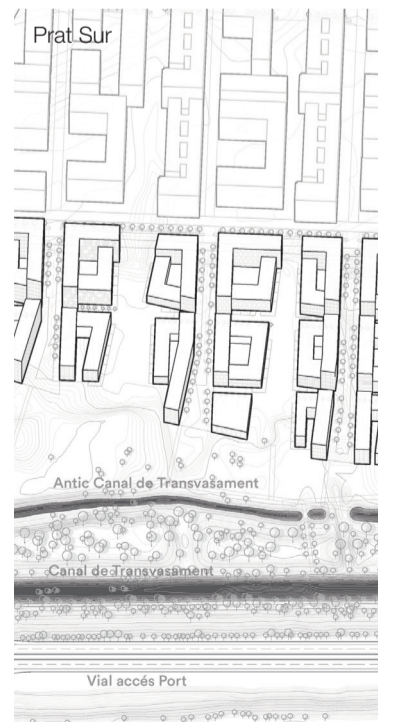 Prat Sur
Antic Canal de Transvasament
Canal de Transvasament
Vial accés Port